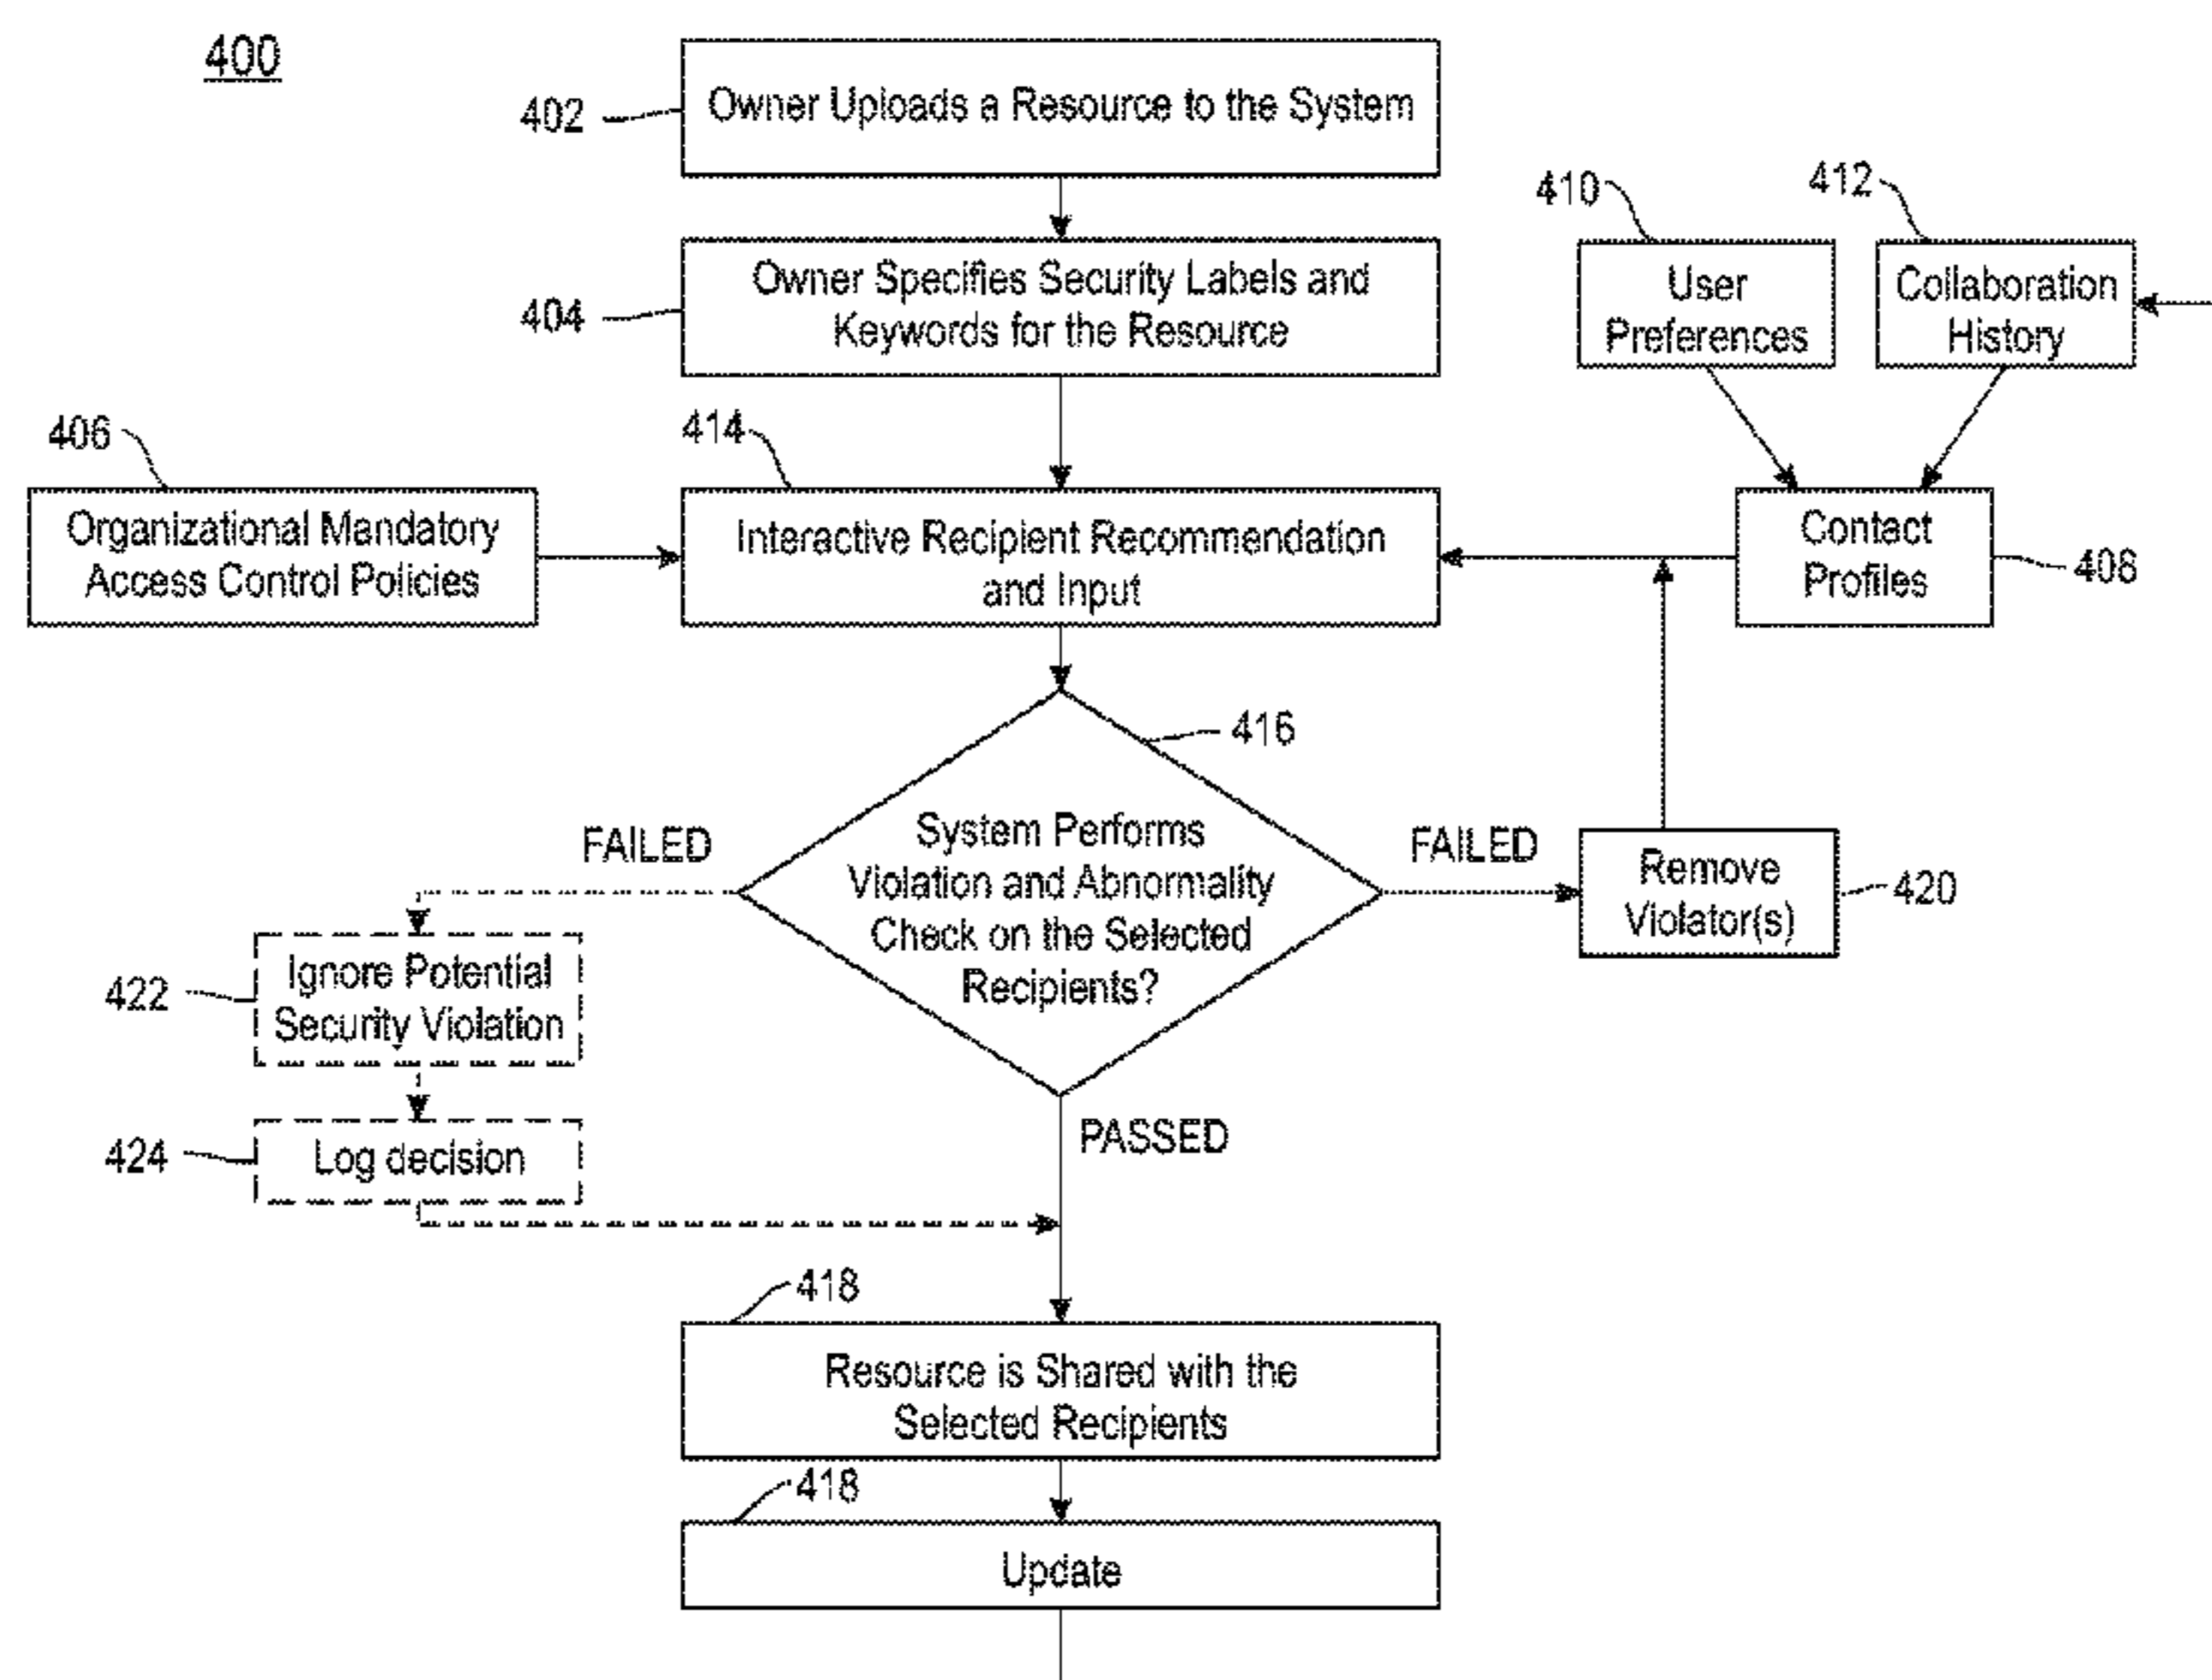 400
402
Owner Uploads a Resource to the System
404
Owner Specifies Security Labels and
Keywords for the Resource
410
User
Preferences
412
Collaboration
History
406
Organizational Mandatory
Access Control Policies
414
Interactive Recipient Recommendation
and Input
Contact
Profiles
408
416
System Performs
Violation and Abnormality
Check on the Selected
Recipients?
FAILED
FAILED
Remove
Violator(s)
420
422
Ignore Potential
Security Violation
424
Log decision
PASSED
418
Resource is Shared with the
Selected Recipients
418
Update